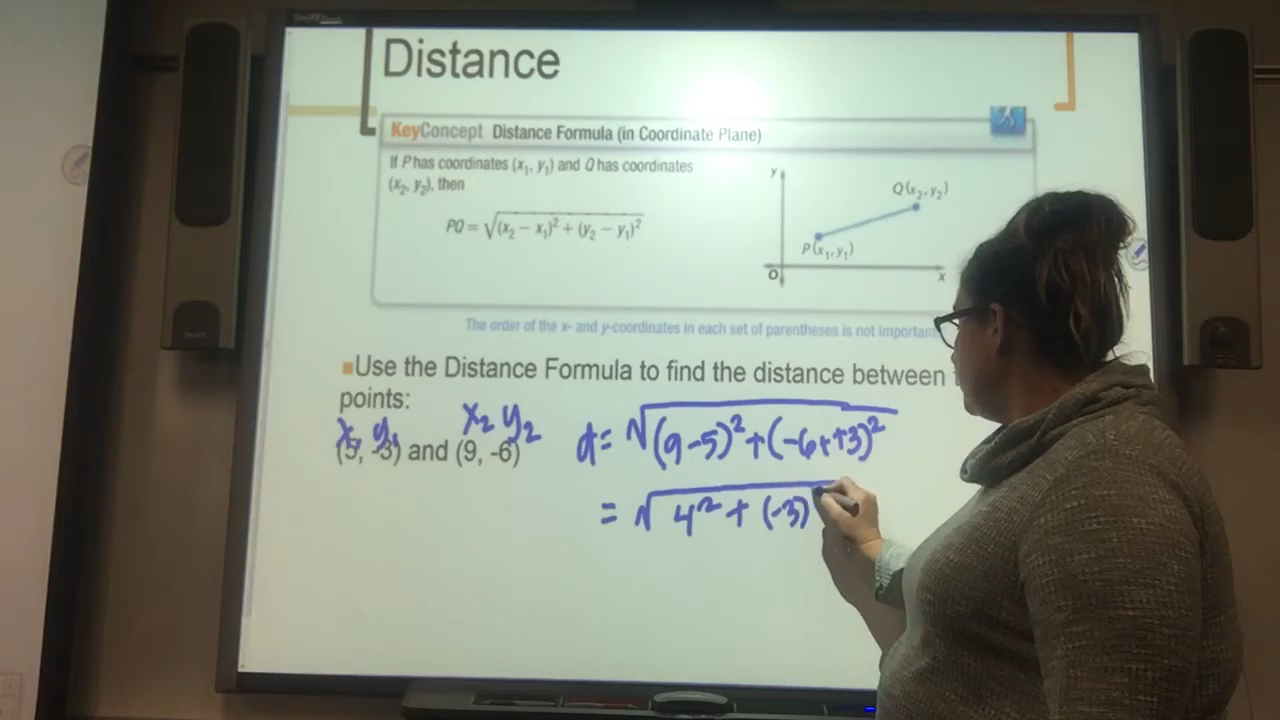 Distance
KeyConcept Distance Formula (in Coordinate Plane)
If P has coordinates (x₁, y₁) and Q has coordinates
(x₂, y₂), then
PQ = √(x₂ − x₁)² + (y₂ − y₁)²
y
Q(x₂, y₂)
P(x₁, y₁)
O
x
The order of the x- and y-coordinates in each set of parentheses is not important
■Use the Distance Formula to find the distance between
points:
x₁ y₁ x₂ y₂
(5, -3) and (9, -6)
d = √(9-5)² + (-6++3)²
= √4² + (-3)